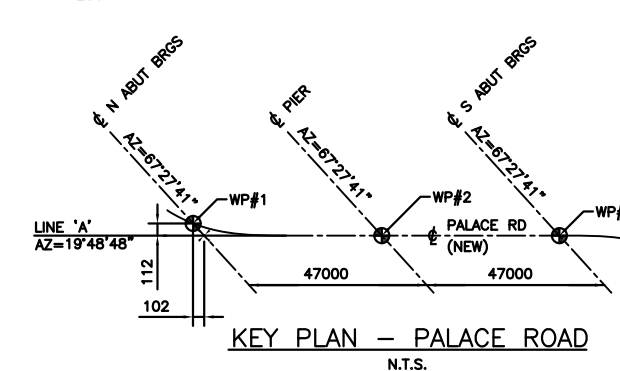 ℄ N ABUT BRGS
AZ=67°27'41"
℄ PIER
AZ=67°27'41"
℄ S ABUT BRGS
AZ=67°27'41"
WP#1
WP#2
WP#
LINE 'A'
AZ=19°48'48"
℄ PALACE RD
(NEW)
112
102
47000
47000
KEY PLAN – PALACE ROAD
N.T.S.